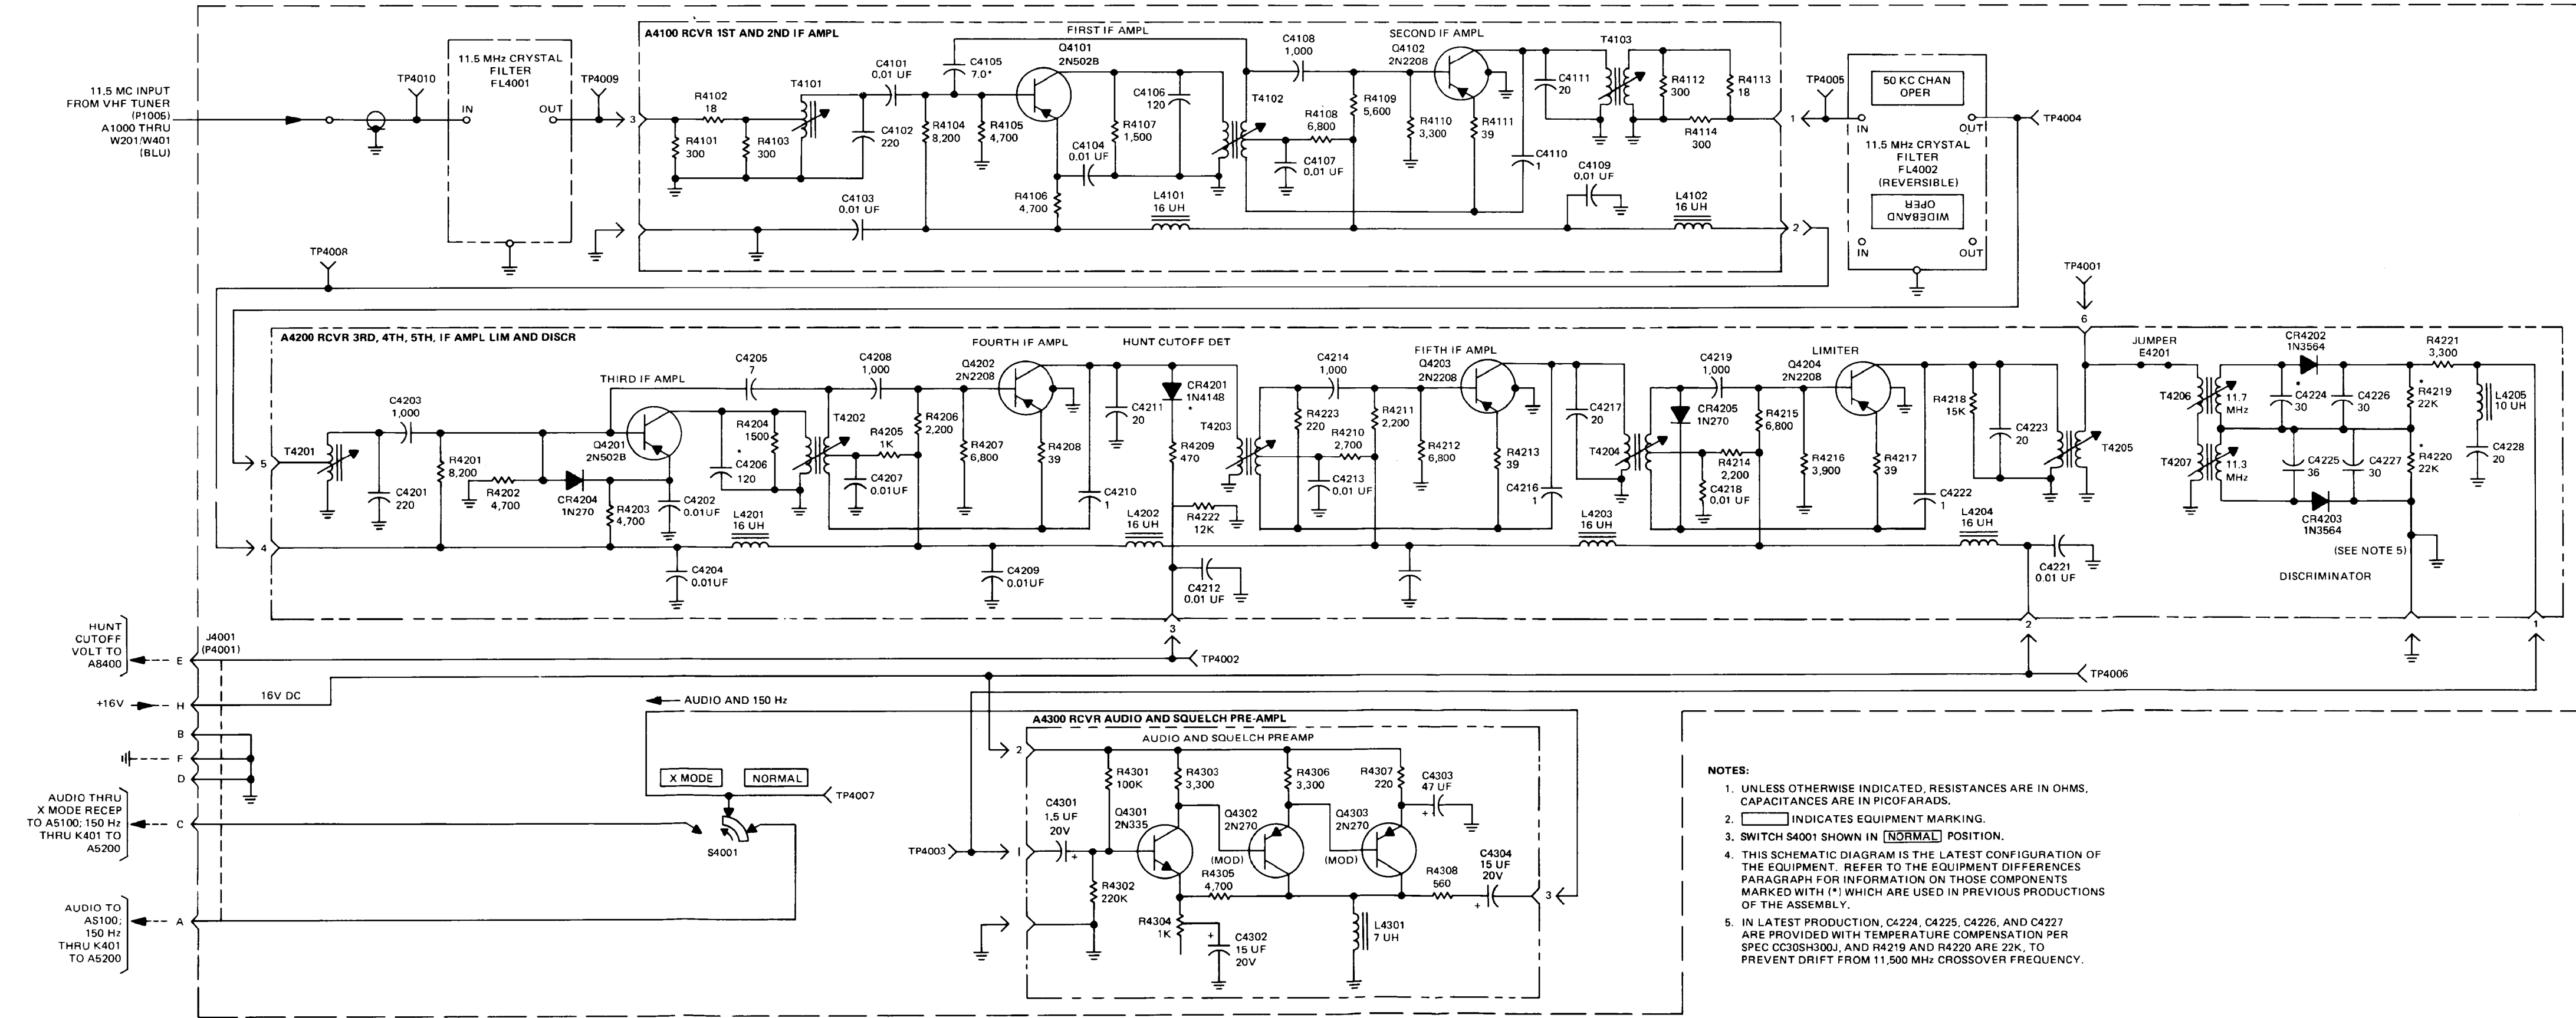 11.5 MC INPUT
FROM VHF TUNER
(P1005)
A1000 THRU
W201/W401
(BLU)
TP4010
11.5 MHz CRYSTAL
FILTER
FL4001
IN
OUT
TP4009
3
A4100 RCVR 1ST AND 2ND IF AMPL
R4102
18
R4101
300
R4103
300
T4101
C4101
0.01 UF
C4102
220
C4103
0.01 UF
C4105
7.0*
FIRST IF AMPL
Q4101
2N502B
R4104
8,200
R4105
4,700
R4106
4,700
C4104
0.01 UF
C4106
120
R4107
1,500
L4101
16 UH
T4102
C4108
1,000
R4108
6,800
C4107
0.01 UF
R4109
5,600
R4110
3,300
SECOND IF AMPL
Q4102
2N2208
R4111
39
C4110
1
C4111
20
C4109
0.01 UF
T4103
R4112
300
R4113
18
R4114
300
L4102
16 UH
1
2
TP4005
50 KC CHAN
OPER
IN
OUT
11.5 MHz CRYSTAL
FILTER
FL4002
(REVERSIBLE)
WIDEBAND
OPER
IN
OUT
TP4004
TP4008
TP4001
6
A4200 RCVR 3RD, 4TH, 5TH, IF AMPL LIM AND DISCR
5
4
T4201
C4203
1,000
C4201
220
R4201
8,200
R4202
4,700
CR4204
1N270
THIRD IF AMPL
Q4201
2N502B
R4203
4,700
C4202
0.01UF
C4204
0.01UF
C4205
7
R4204
1500
*
C4206
120
L4201
16 UH
T4202
C4208
1,000
R4205
1K
C4207
0.01UF
R4206
2,200
R4207
6,800
FOURTH IF AMPL
Q4202
2N2208
R4208
39
C4209
0.01UF
C4210
1
C4211
20
HUNT CUTOFF DET
CR4201
1N4148
*
R4209
470
L4202
16 UH
R4222
12K
C4212
0.01 UF
3
T4203
R4223
220
C4214
1,000
R4210
2,700
C4213
0.01 UF
R4211
2,200
R4212
6,800
FIFTH IF AMPL
Q4203
2N2208
R4213
39
C4216
1
C4217
20
L4203
16 UH
T4204
C4219
1,000
CR4205
1N270
R4214
2,200
C4218
0.01 UF
R4215
6,800
R4216
3,900
LIMITER
Q4204
2N2208
R4217
39
C4222
1
R4218
15K
C4223
20
L4204
16 UH
T4205
C4221
0.01 UF
2
JUMPER
E4201
T4206
11.7
MHz
T4207
11.3
MHz
CR4202
1N3564
*
C4224
30
C4226
30
C4225
36
C4227
30
CR4203
1N3564
*
R4219
22K
*
R4220
22K
R4221
3,300
L4205
10 UH
C4228
20
(SEE NOTE 5)
DISCRIMINATOR
1
HUNT
CUTOFF
VOLT TO
A8400
E
J4001
(P4001)
TP4002
TP4006
+16V
H
16V DC
B
F
D
AUDIO AND 150 Hz
X MODE
NORMAL
TP4007
S4001
AUDIO THRU
X MODE RECEP
TO A5100; 150 Hz
THRU K401 TO
A5200
C
AUDIO TO
AS100;
150 Hz
THRU K401
TO A5200
A
A4300 RCVR AUDIO AND SQUELCH PRE-AMPL
AUDIO AND SQUELCH PREAMP
2
TP4003
1
C4301
1.5 UF
20V
+
R4301
100K
R4302
220K
Q4301
2N335
R4303
3,300
R4304
1K
R4305
4,700
+
C4302
15 UF
20V
Q4302
2N270
(MOD)
R4306
3,300
Q4303
2N270
(MOD)
R4307
220
C4303
47 UF
+
R4308
560
L4301
7 UH
C4304
15 UF
20V
+
3
NOTES:
1. UNLESS OTHERWISE INDICATED, RESISTANCES ARE IN OHMS,
CAPACITANCES ARE IN PICOFARADS.
2. INDICATES EQUIPMENT MARKING.
3. SWITCH S4001 SHOWN IN NORMAL POSITION.
4. THIS SCHEMATIC DIAGRAM IS THE LATEST CONFIGURATION OF
THE EQUIPMENT. REFER TO THE EQUIPMENT DIFFERENCES
PARAGRAPH FOR INFORMATION ON THOSE COMPONENTS
MARKED WITH (*) WHICH ARE USED IN PREVIOUS PRODUCTIONS
OF THE ASSEMBLY.
5. IN LATEST PRODUCTION, C4224, C4225, C4226, AND C4227
ARE PROVIDED WITH TEMPERATURE COMPENSATION PER
SPEC CC30SH300J, AND R4219 AND R4220 ARE 22K, TO
PREVENT DRIFT FROM 11,500 MHz CROSSOVER FREQUENCY.